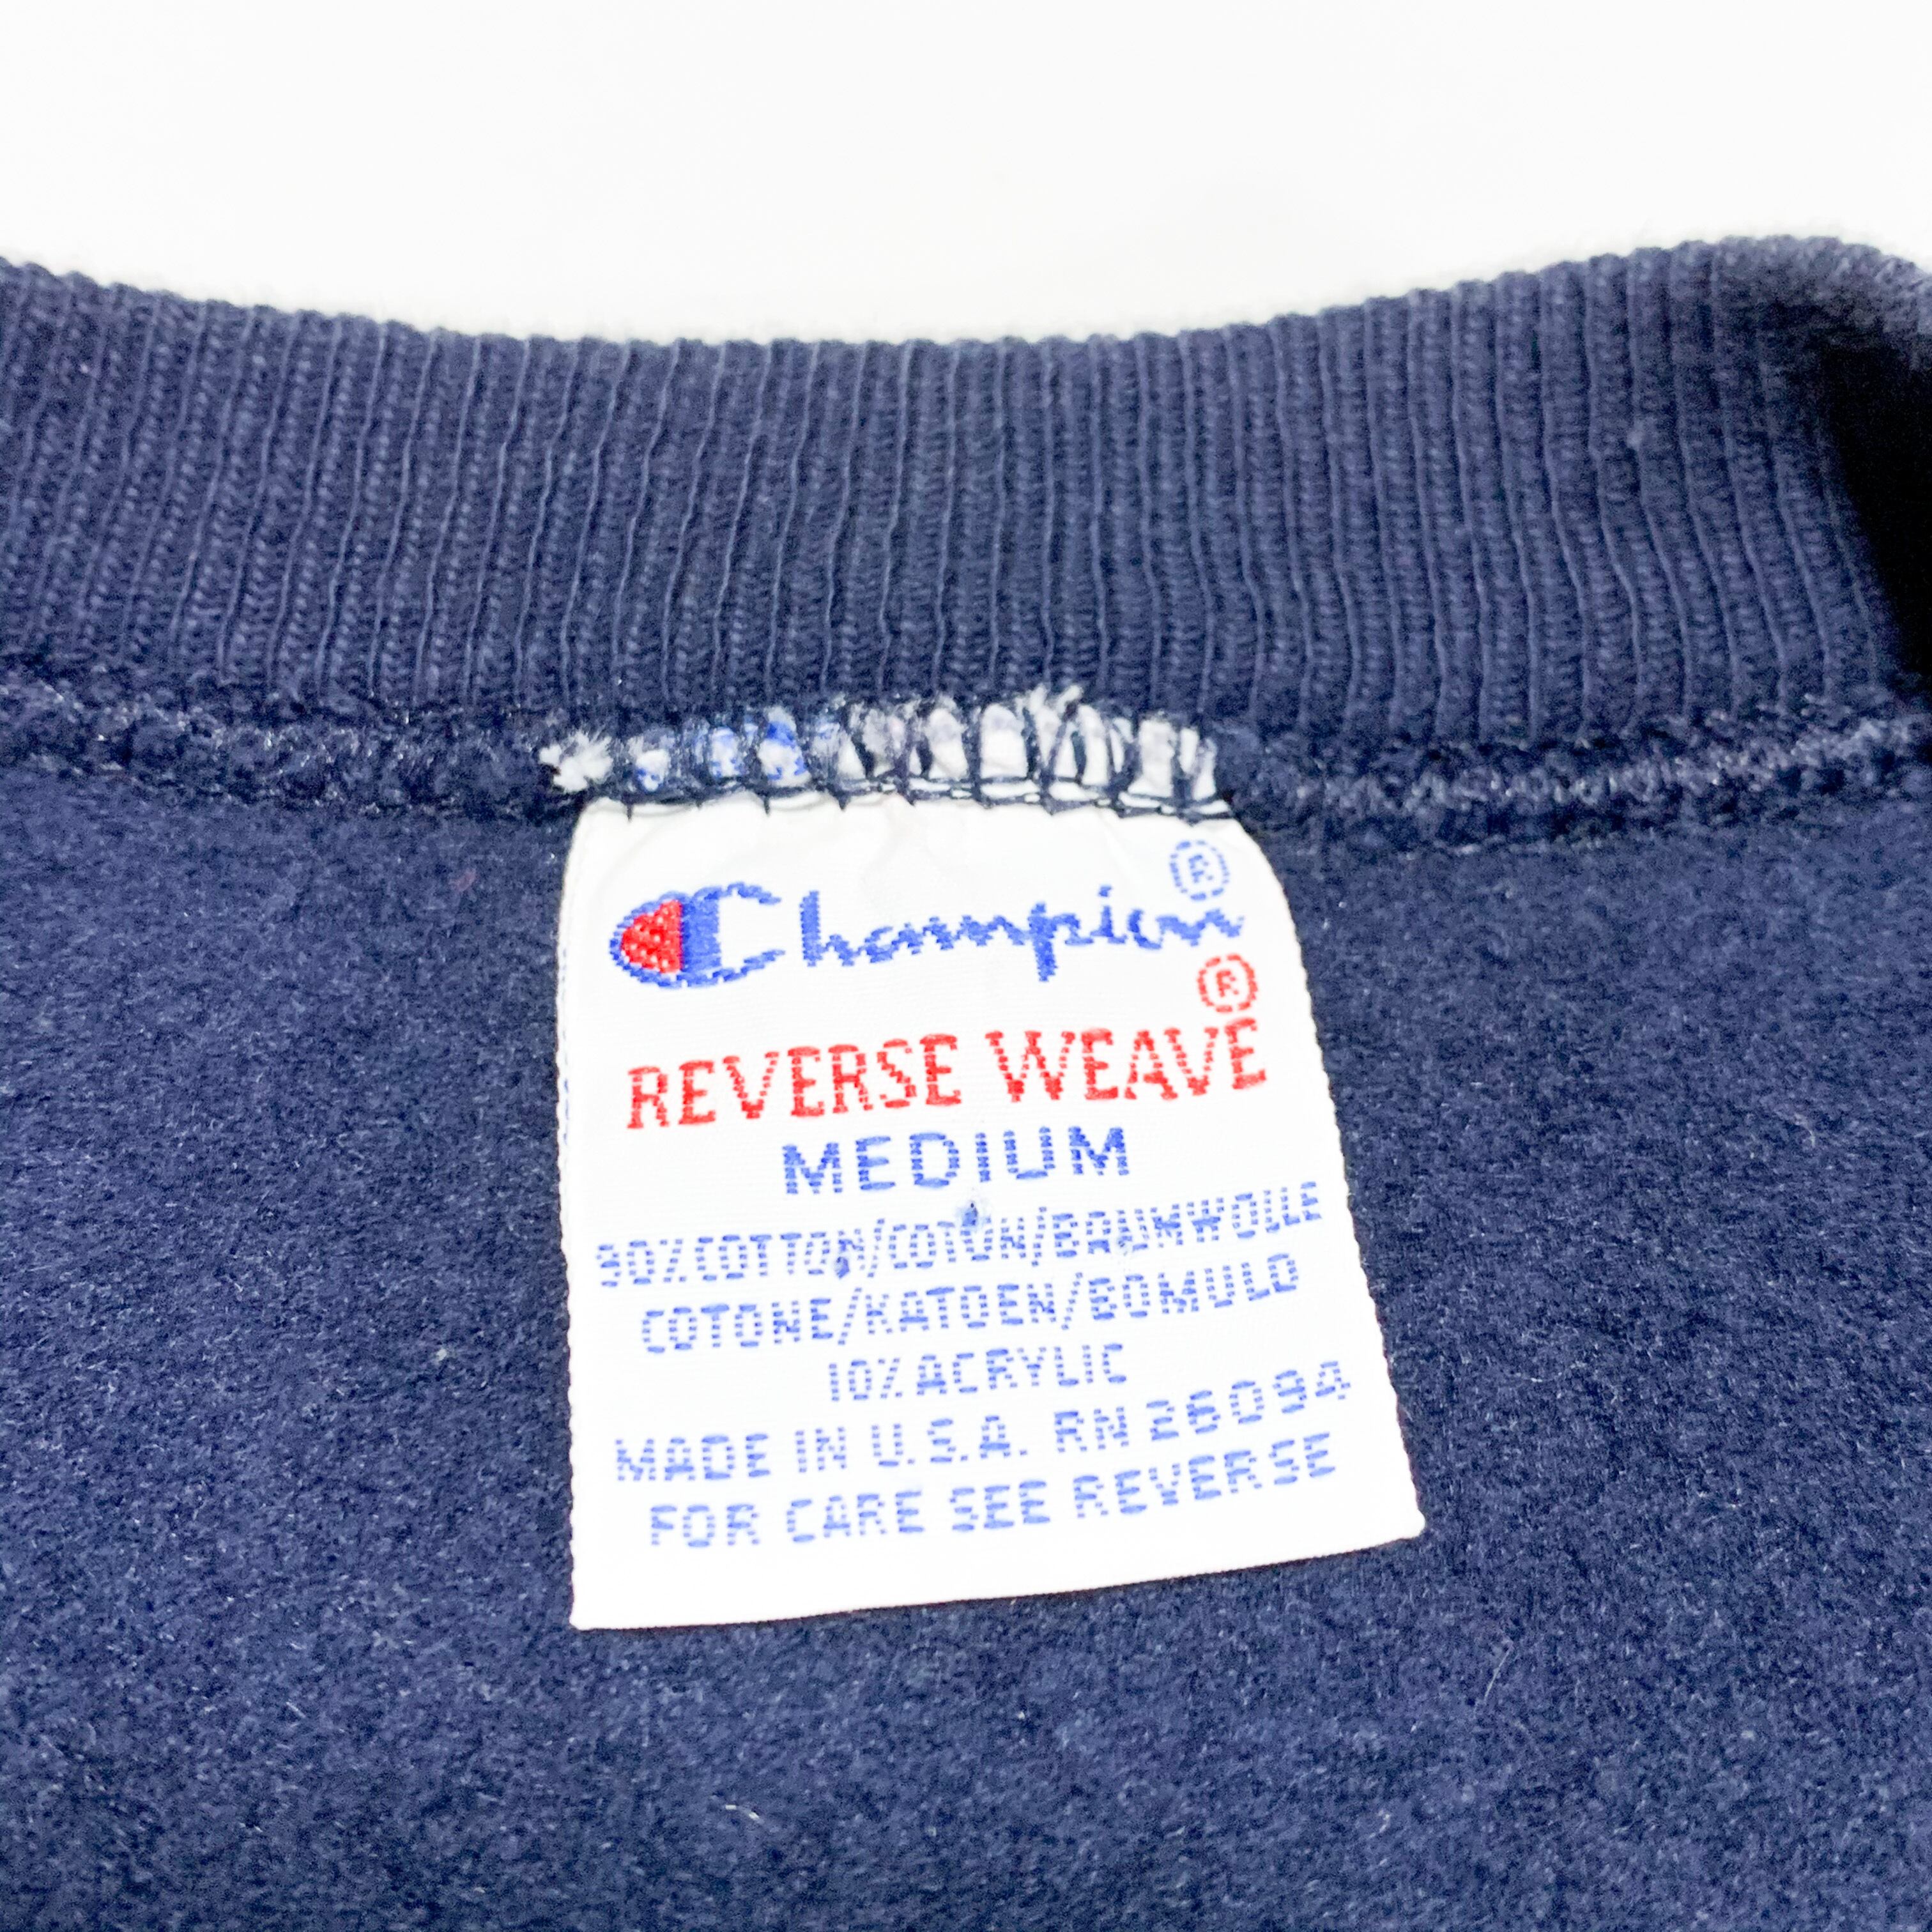 Champion®
REVERSE WEAVE®
MEDIUM
90% COTTON/COTON/BAUMWOLLE
COTONE/KATOEN/BOMULD
10% ACRYLIC
MADE IN U.S.A. RN 26094
FOR CARE SEE REVERSE